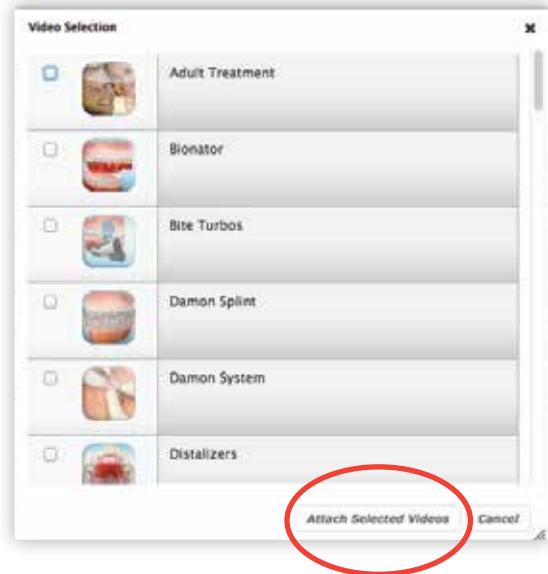 Video Selection
Adult Treatment
Bionator
Bite Turbos
Damon Splint
Damon System
Distalizers
Attach Selected Videos
Cancel